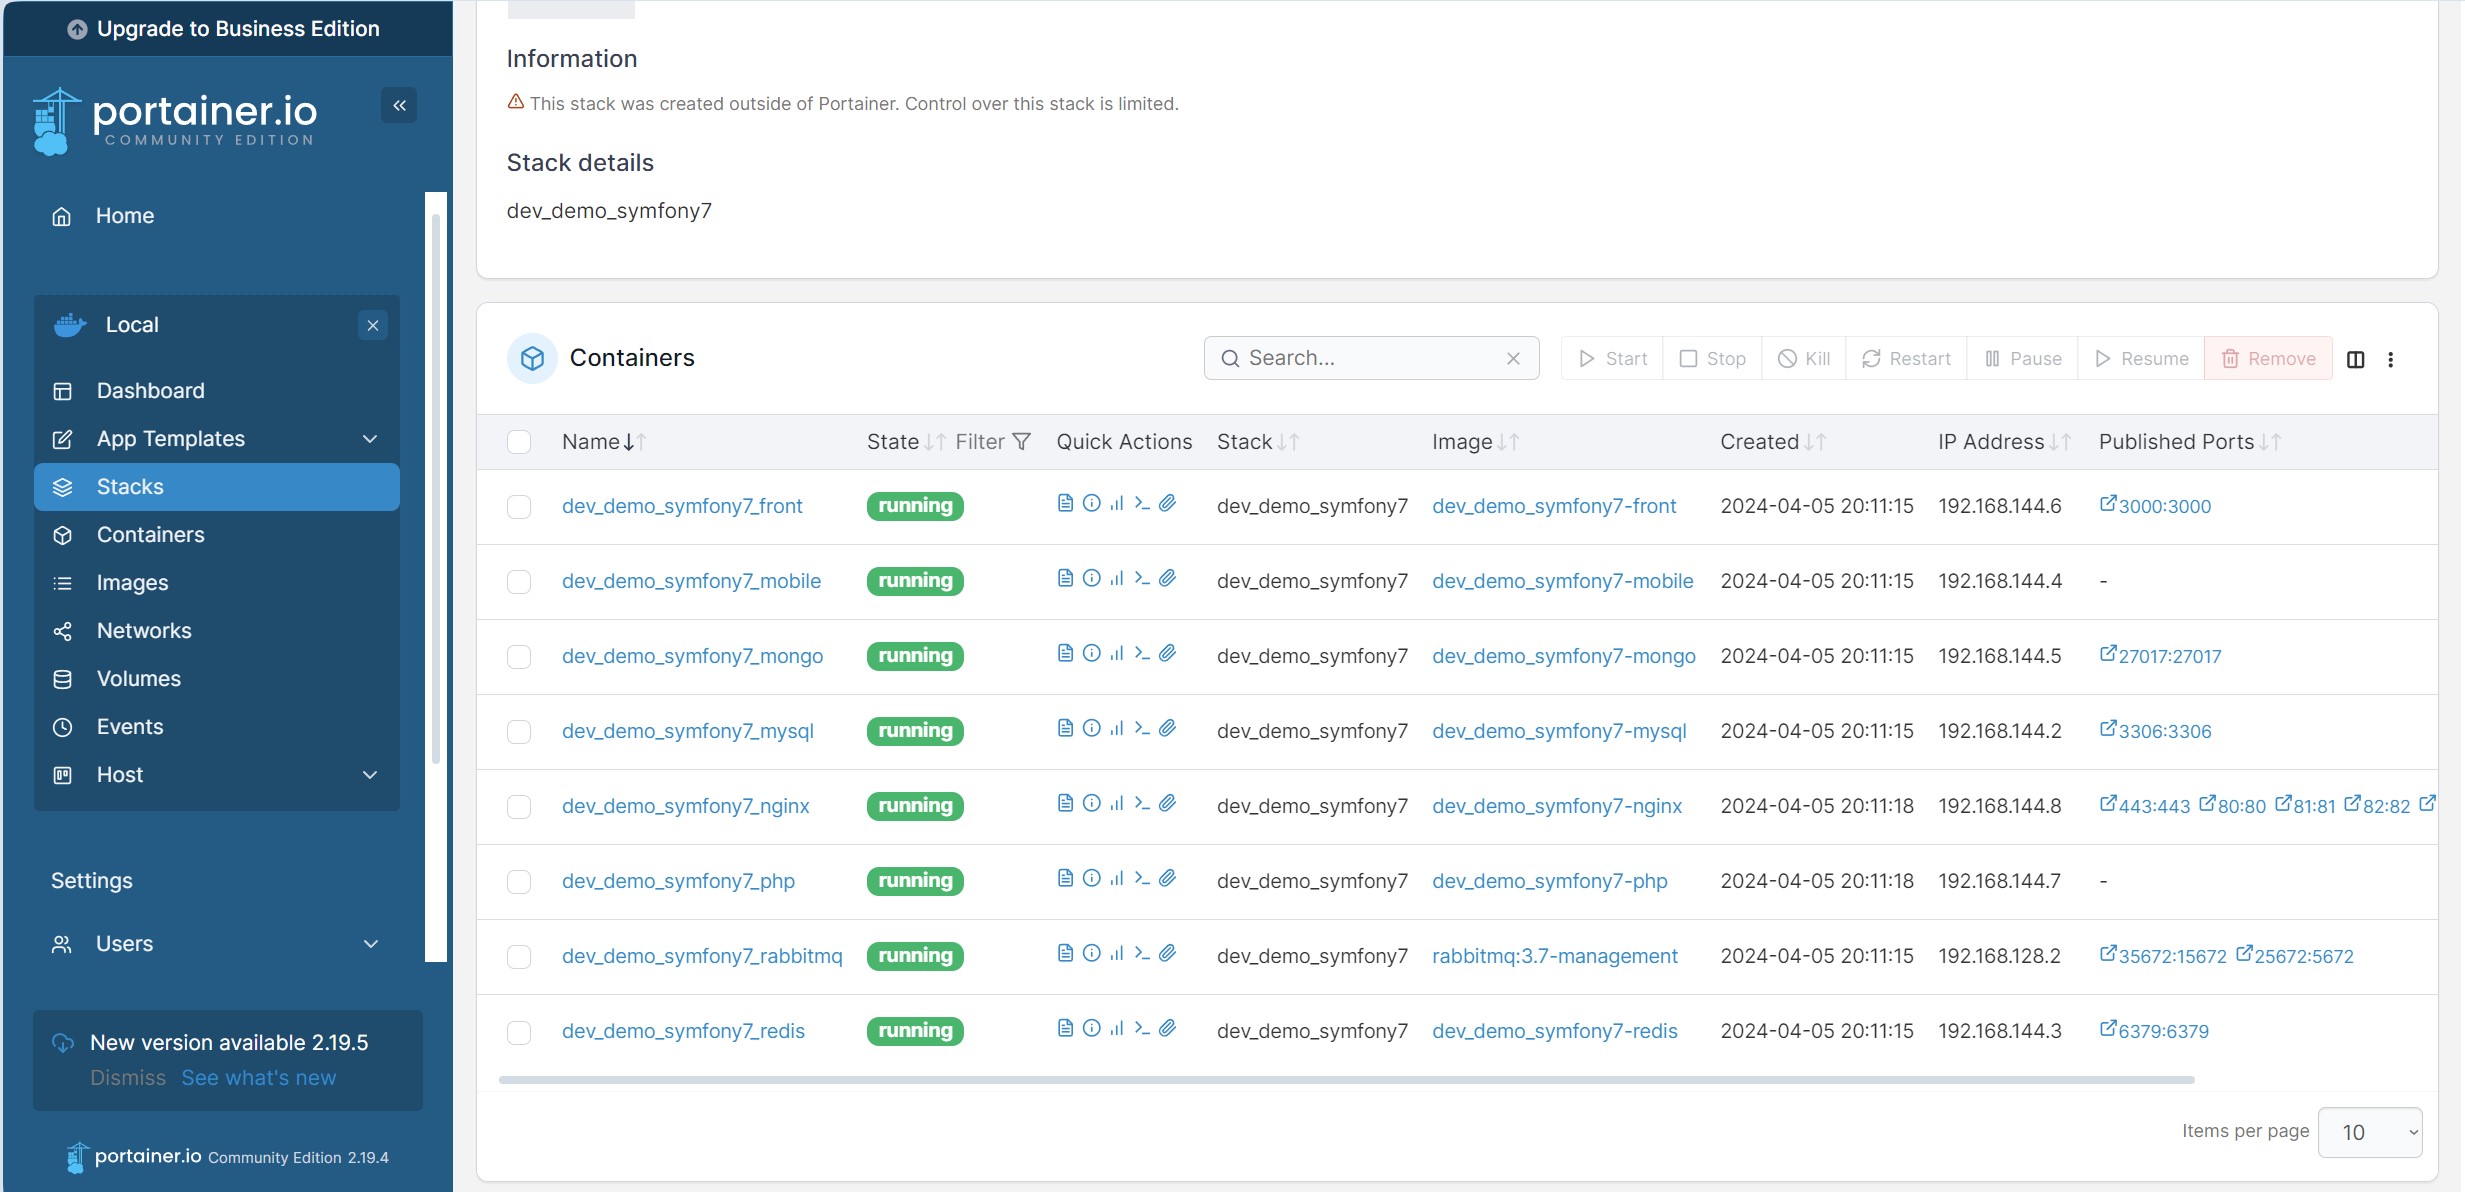 Upgrade to Business Edition
portainer.io
COMMUNITY EDITION
Home
Local
Dashboard
App Templates
Stacks
Containers
Images
Networks
Volumes
Events
Host
Settings
Users
New version available 2.19.5
Dismiss See what's new
portainer.io Community Edition 2.19.4
Information
This stack was created outside of Portainer. Control over this stack is limited.
Stack details
dev_demo_symfony7
Containers Search... Start Stop Kill Restart Pause Resume Remove
Name State Filter Quick Actions Stack Image Created IP Address Published Ports
dev_demo_symfony7_front running dev_demo_symfony7 dev_demo_symfony7-front 2024-04-05 20:11:15 192.168.144.6 3000:3000
dev_demo_symfony7_mobile running dev_demo_symfony7 dev_demo_symfony7-mobile 2024-04-05 20:11:15 192.168.144.4 -
dev_demo_symfony7_mongo running dev_demo_symfony7 dev_demo_symfony7-mongo 2024-04-05 20:11:15 192.168.144.5 27017:27017
dev_demo_symfony7_mysql running dev_demo_symfony7 dev_demo_symfony7-mysql 2024-04-05 20:11:15 192.168.144.2 3306:3306
dev_demo_symfony7_nginx running dev_demo_symfony7 dev_demo_symfony7-nginx 2024-04-05 20:11:18 192.168.144.8 443:443 80:80 81:81 82:82
dev_demo_symfony7_php running dev_demo_symfony7 dev_demo_symfony7-php 2024-04-05 20:11:18 192.168.144.7 -
dev_demo_symfony7_rabbitmq running dev_demo_symfony7 rabbitmq:3.7-management 2024-04-05 20:11:15 192.168.128.2 35672:15672 25672:5672
dev_demo_symfony7_redis running dev_demo_symfony7 dev_demo_symfony7-redis 2024-04-05 20:11:15 192.168.144.3 6379:6379
Items per page 10